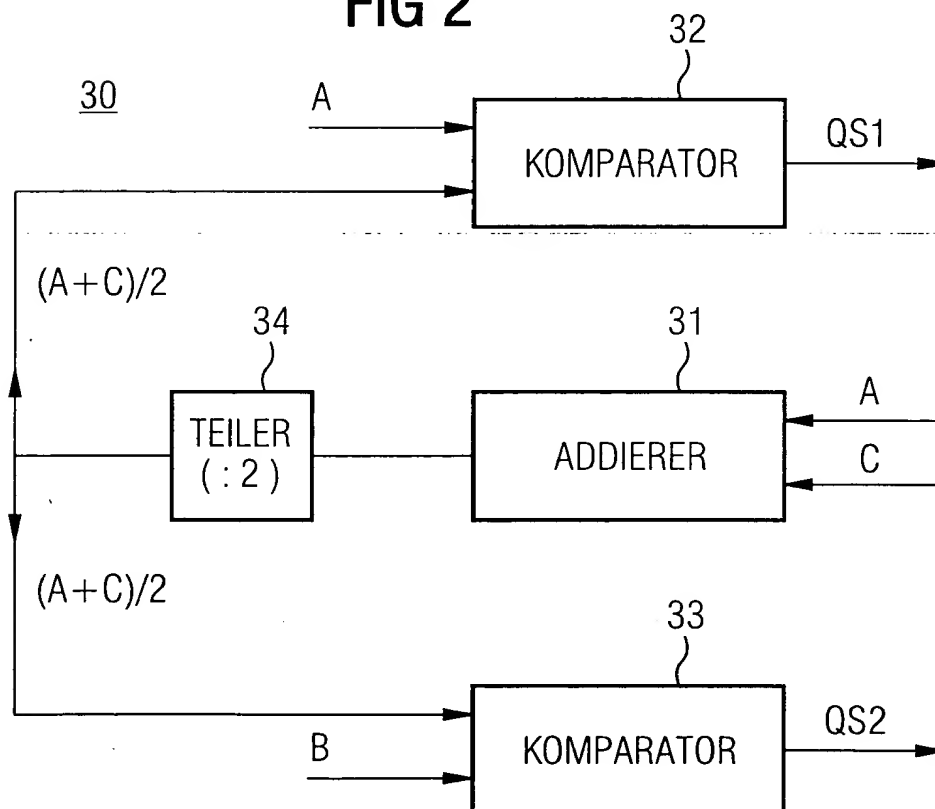 FIG 2
32
30
A
KOMPARATOR
QS1
(A+C)/2
34
31
TEILER
( : 2 )
ADDIERER
A
C
(A+C)/2
33
KOMPARATOR
QS2
B